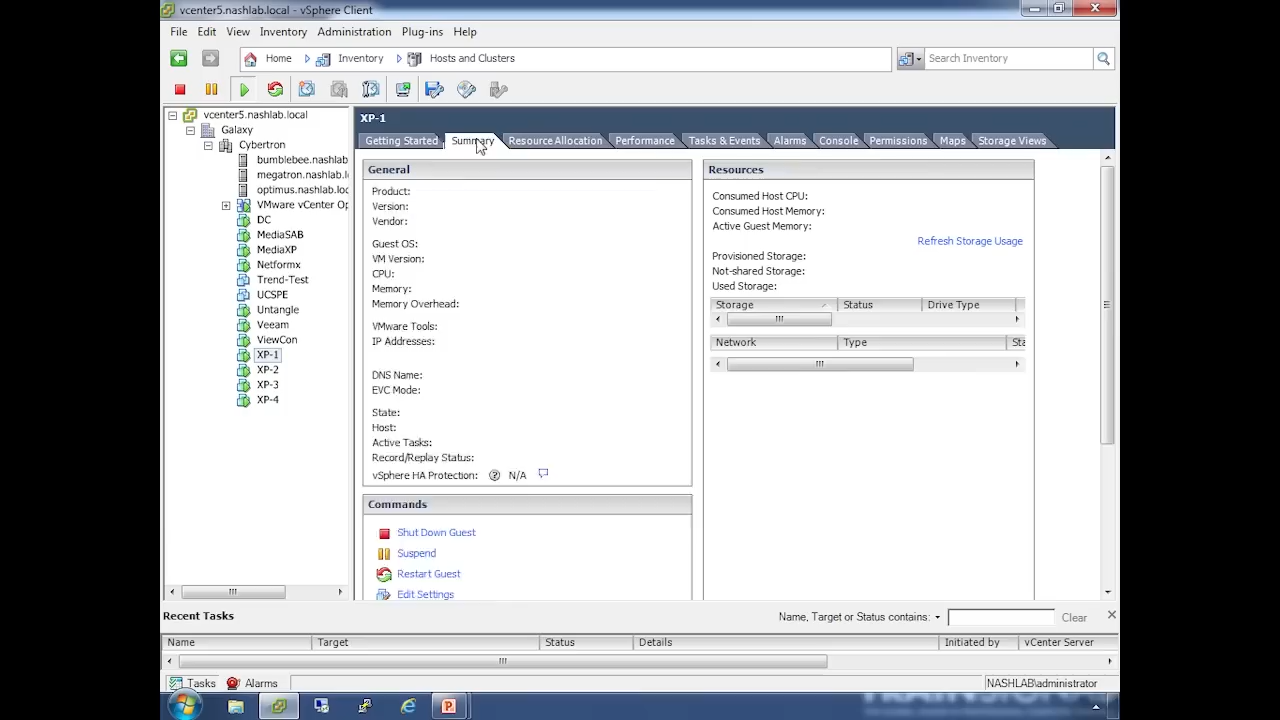 vcenter5.nashlab.local - vSphere Client
File Edit View Inventory Administration Plug-ins Help
Home Inventory Hosts and Clusters Search Inventory
vcenter5.nashlab.local
Galaxy
Cybertron
bumblebee.nashlab
megatron.nashlab.l
optimus.nashlab.loc
VMware vCenter Op
DC
MediaSAB
MediaXP
Netformx
Trend-Test
UCSPE
Untangle
Veeam
ViewCon
XP-1
XP-2
XP-3
XP-4
XP-1
Getting Started Summary Resource Allocation Performance Tasks & Events Alarms Console Permissions Maps Storage Views
General
Product:
Version:
Vendor:
Guest OS:
VM Version:
CPU:
Memory:
Memory Overhead:
VMware Tools:
IP Addresses:
DNS Name:
EVC Mode:
State:
Host:
Active Tasks:
Record/Replay Status:
vSphere HA Protection: N/A
Commands
Shut Down Guest
Suspend
Restart Guest
Edit Settings
Resources
Consumed Host CPU:
Consumed Host Memory:
Active Guest Memory:
Refresh Storage Usage
Provisioned Storage:
Not-shared Storage:
Used Storage:
Storage Status Drive Type
Network Type Sta
Recent Tasks Name, Target or Status contains: Clear
Name Target Status Details Initiated by vCenter Server
Tasks Alarms NASHLAB\administrator